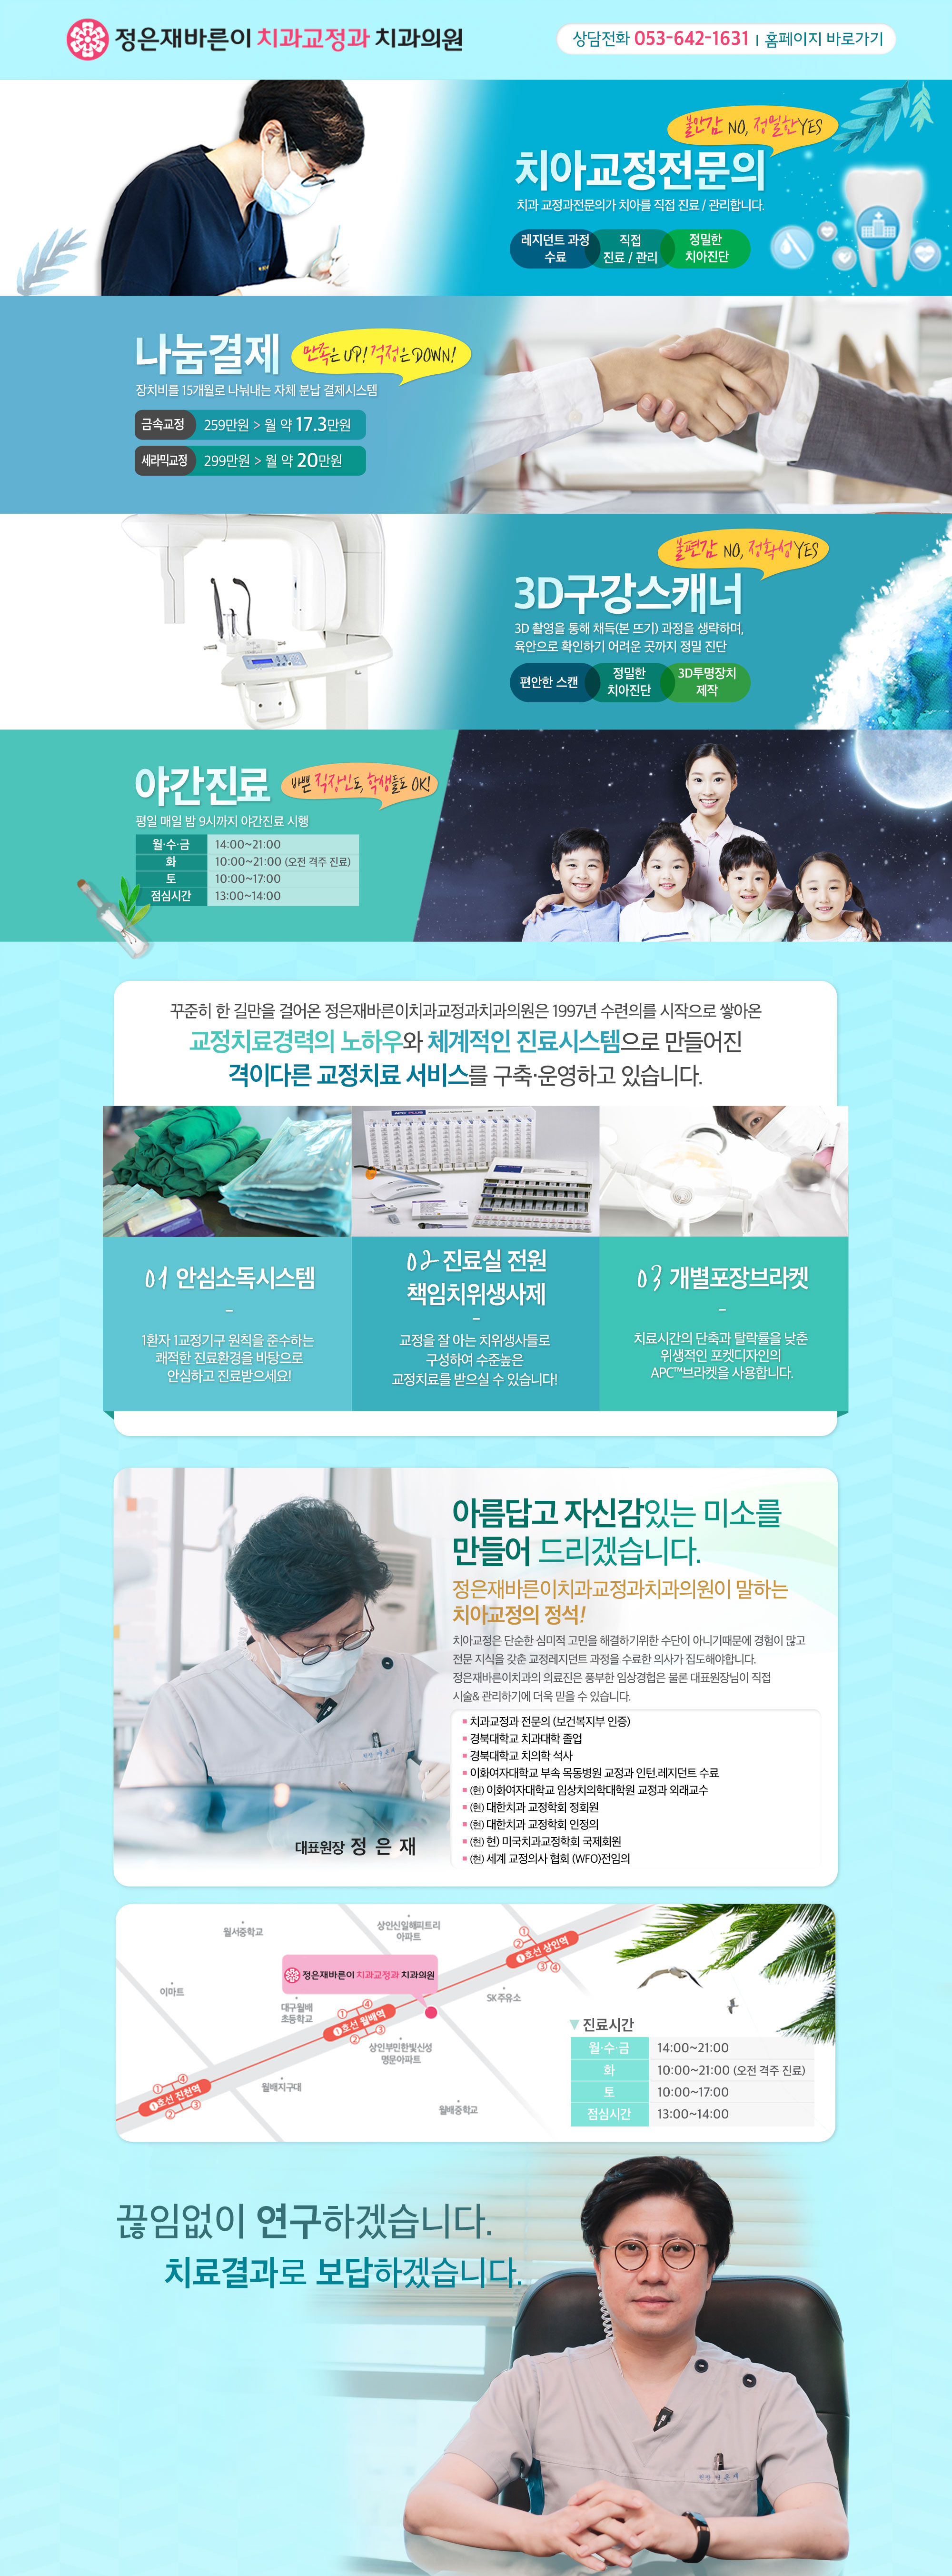 정은재바른이 치과교정과 치과의원
상담전화 053-642-1631 | 홈페이지 바로가기
불안감 NO, 정밀한 YES
치아교정전문의
치과 교정과전문의가 치아를 직접 진료 / 관리합니다.
레지던트 과정
수료
직접
진료 / 관리
정밀한
치아진단
나눔결제
만족은 UP! 걱정은 DOWN!
장치비를 15개월로 나눠내는 자체 분납 결제시스템
금속교정 259만원 > 월 약 17.3만원
세라믹교정 299만원 > 월 약 20만원
불편감 NO, 정확성 YES
3D구강스캐너
3D 촬영을 통해 채득(본 뜨기) 과정을 생략하며,
육안으로 확인하기 어려운 곳까지 정밀 진단
편안한 스캔
정밀한
치아진단
3D투명장치
제작
야간진료
바쁜 직장인도, 학생들도 OK!
평일 매일 밤 9시까지 야간진료 시행
월·수·금 14:00~21:00
화 10:00~21:00 (오전 격주 진료)
토 10:00~17:00
점심시간 13:00~14:00
꾸준히 한 길만을 걸어온 정은재바른이치과교정과치과의원은 1997년 수련의를 시작으로 쌓아온
교정치료경력의 노하우와 체계적인 진료시스템으로 만들어진
격이다른 교정치료 서비스를 구축·운영하고 있습니다.
01 안심소독시스템
1환자 1교정기구 원칙을 준수하는
쾌적한 진료환경을 바탕으로
안심하고 진료받으세요!
02 진료실 전원
책임치위생사제
교정을 잘 아는 치위생사들로
구성하여 수준높은
교정치료를 받으실 수 있습니다!
03 개별포장브라켓
치료시간의 단축과 탈락률을 낮춘
위생적인 포켓디자인의
APC™브라켓을 사용합니다.
아름답고 자신감있는 미소를
만들어 드리겠습니다.
정은재바른이치과교정과치과의원이 말하는
치아교정의 정석!
치아교정은 단순한 심미적 고민을 해결하기위한 수단이 아니기때문에 경험이 많고
전문 지식을 갖춘 교정레지던트 과정을 수료한 의사가 집도해야합니다.
정은재바른이치과의 의료진은 풍부한 임상경험은 물론 대표원장님이 직접
시술& 관리하기에 더욱 믿을 수 있습니다.
치과교정과 전문의 (보건복지부 인증)
경북대학교 치과대학 졸업
경북대학교 치의학 석사
이화여자대학교 부속 목동병원 교정과 인턴.레지던트 수료
(현) 이화여자대학교 임상치의학대학원 교정과 외래교수
(현) 대한치과 교정학회 정회원
(현) 대한치과 교정학회 인정의
(현) 현) 미국치과교정학회 국제회원
(현) 세계 교정의사 협회 (WFO)전임의
대표원장 정 은 재
월서중학교
상인신일해피트리
아파트
① ② ❶호선 상인역 ③ ④
정은재바른이 치과교정과 치과의원
이마트
대구월배
초등학교
SK주유소
① ④ ❶호선 월배역 ② ③
상인부민한빛신성
명문아파트
① ④ ❶호선 진천역 ② ③
월배지구대
월배중학교
▼ 진료시간
월·수·금 14:00~21:00
화 10:00~21:00 (오전 격주 진료)
토 10:00~17:00
점심시간 13:00~14:00
끊임없이 연구하겠습니다.
치료결과로 보답하겠습니다.